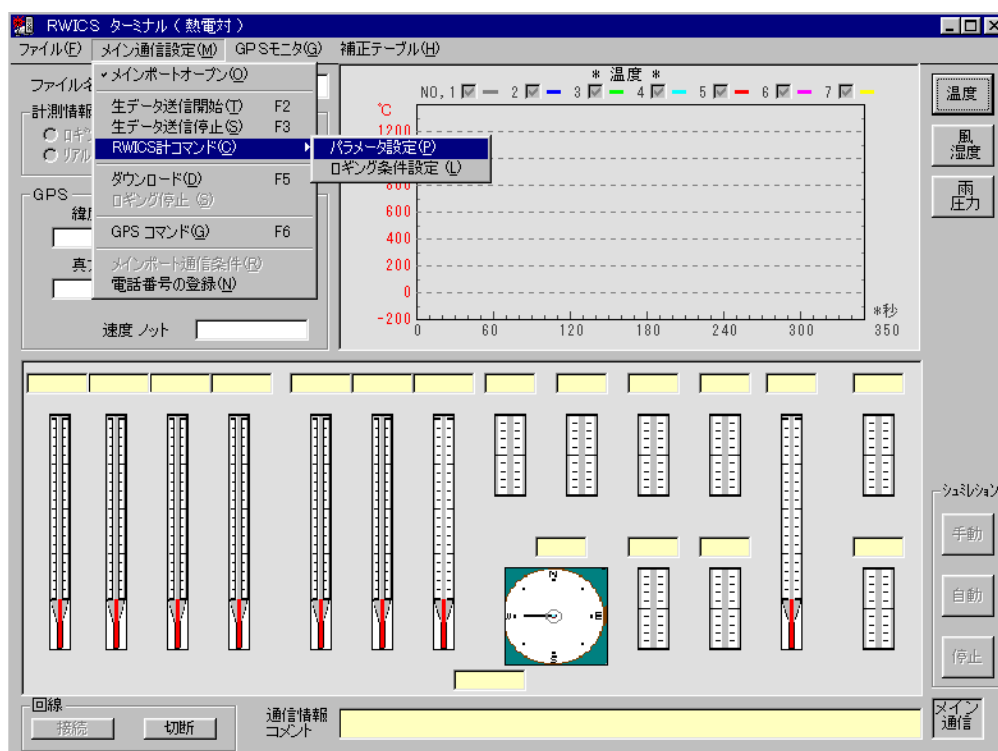 RWICS ターミナル（熱電対）
ファイル(F) メイン通信設定(M) GPSモニタ(G) 補正テーブル(H)
ファイル名
メインポートオープン(O)
生データ送信開始(T) F2
生データ送信停止(S) F3
RWICS計コマンド(C)
パラメータ設定(P)
ロギング条件設定 (L)
ダウンロード(D) F5
ロギング停止 (S)
GPS コマンド(G) F6
メインポート通信条件(R)
電話番号の登録(N)
計測情報
GPS
速度 ノット
* 温度 *
NO,1 2 3 4 5 6 7
℃
1200
800
600
400
200
0
-200
0 60 120 180 240 300 350
*秒
温度
風
湿度
雨
圧力
N
E
S
シュミレション
手動
自動
停止
回線
接続 切断
通信情報
コメント
メイン
通信